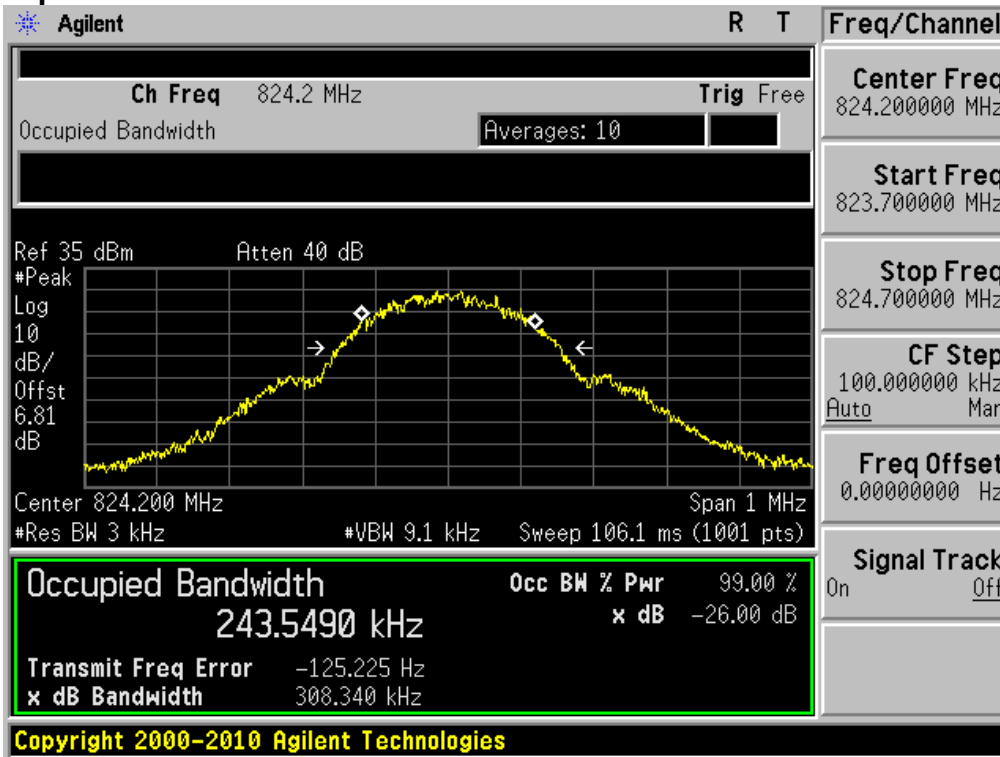 Agilent R T
Freq/Channel
Ch Freq 824.2 MHz Trig Free
Occupied Bandwidth Averages: 10
Center Freq
824.200000 MHz
Start Freq
823.700000 MHz
Stop Freq
824.700000 MHz
CF Step
100.000000 kHz
Auto Man
Freq Offset
0.00000000 Hz
Signal Track
On Off
Ref 35 dBm Atten 40 dB
#Peak
Log
10
dB/
Offst
6.81
dB
Center 824.200 MHz Span 1 MHz
#Res BW 3 kHz #VBW 9.1 kHz Sweep 106.1 ms (1001 pts)
Occupied Bandwidth Occ BW % Pwr 99.00 %
243.5490 kHz x dB -26.00 dB
Transmit Freq Error -125.225 Hz
x dB Bandwidth 308.340 kHz
Copyright 2000-2010 Agilent Technologies